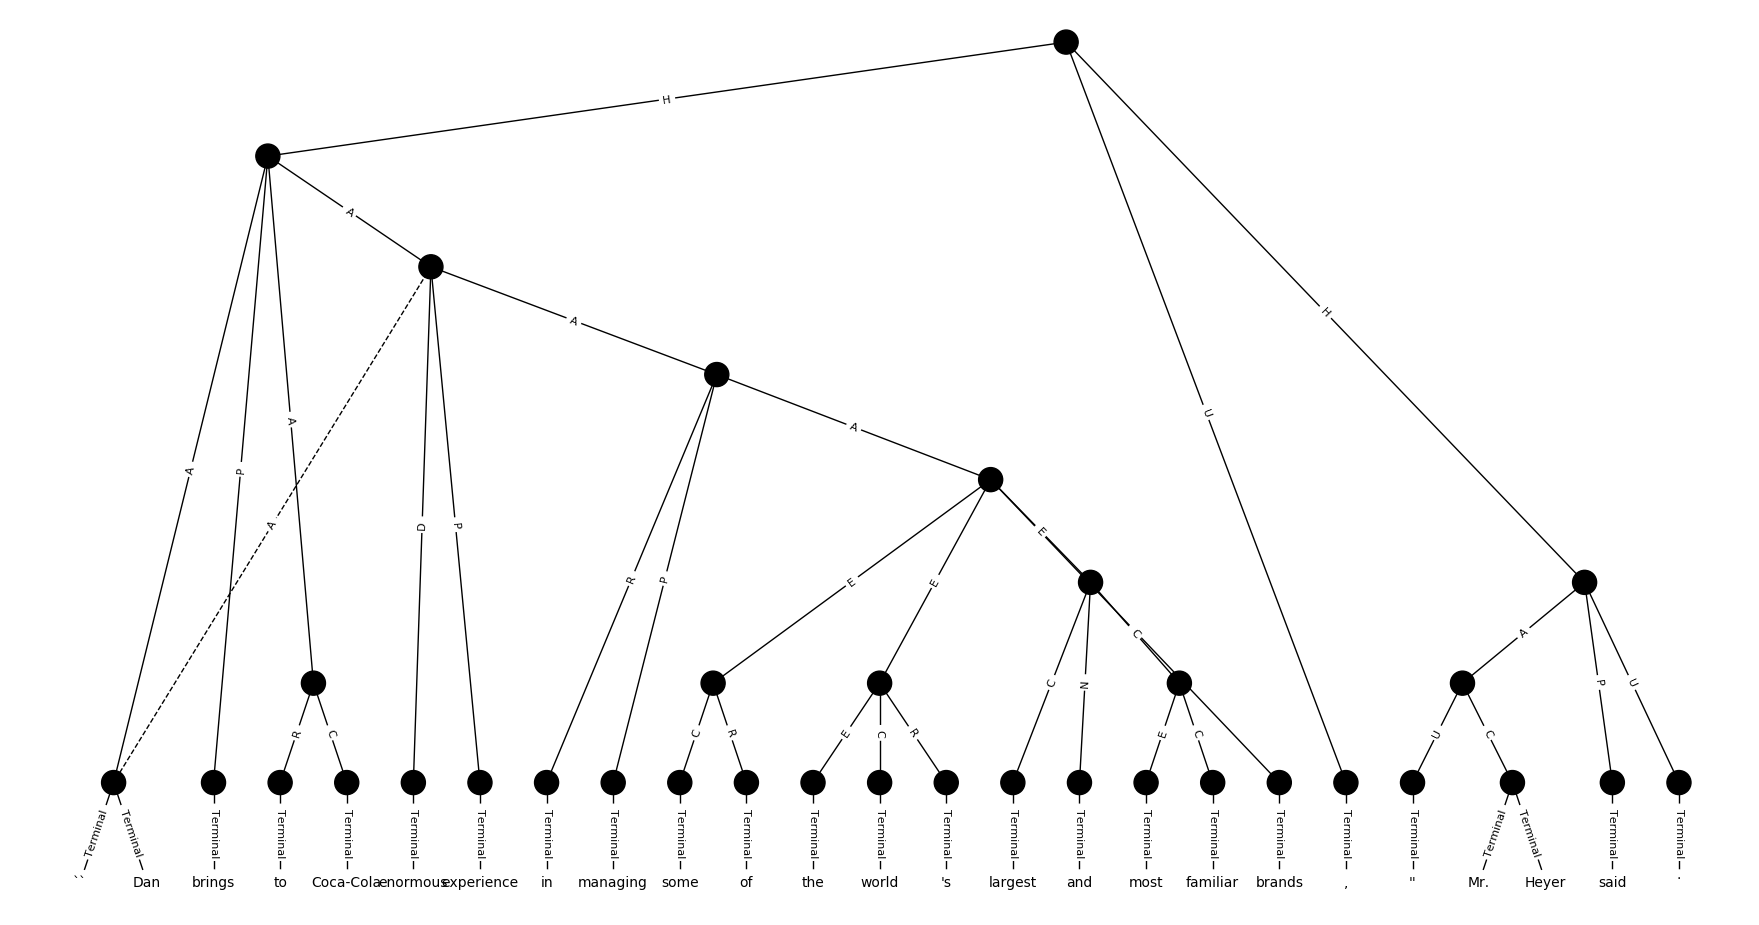 H
A
A
A
H
U
A
A
P
A
D
P
E
R
P
E
E
A
C
C
N
P
U
R
C
C
R
E
C
R
E
C
U
C
Terminal Terminal Terminal Terminal Terminal Terminal Terminal Terminal Terminal Terminal Terminal Terminal Terminal Terminal Terminal Terminal Terminal Terminal Terminal Terminal Terminal Terminal Terminal Terminal Terminal
`` Dan brings to Coca-Cola enormous experience in managing some of the world 's largest and most familiar brands , " Mr. Heyer said .